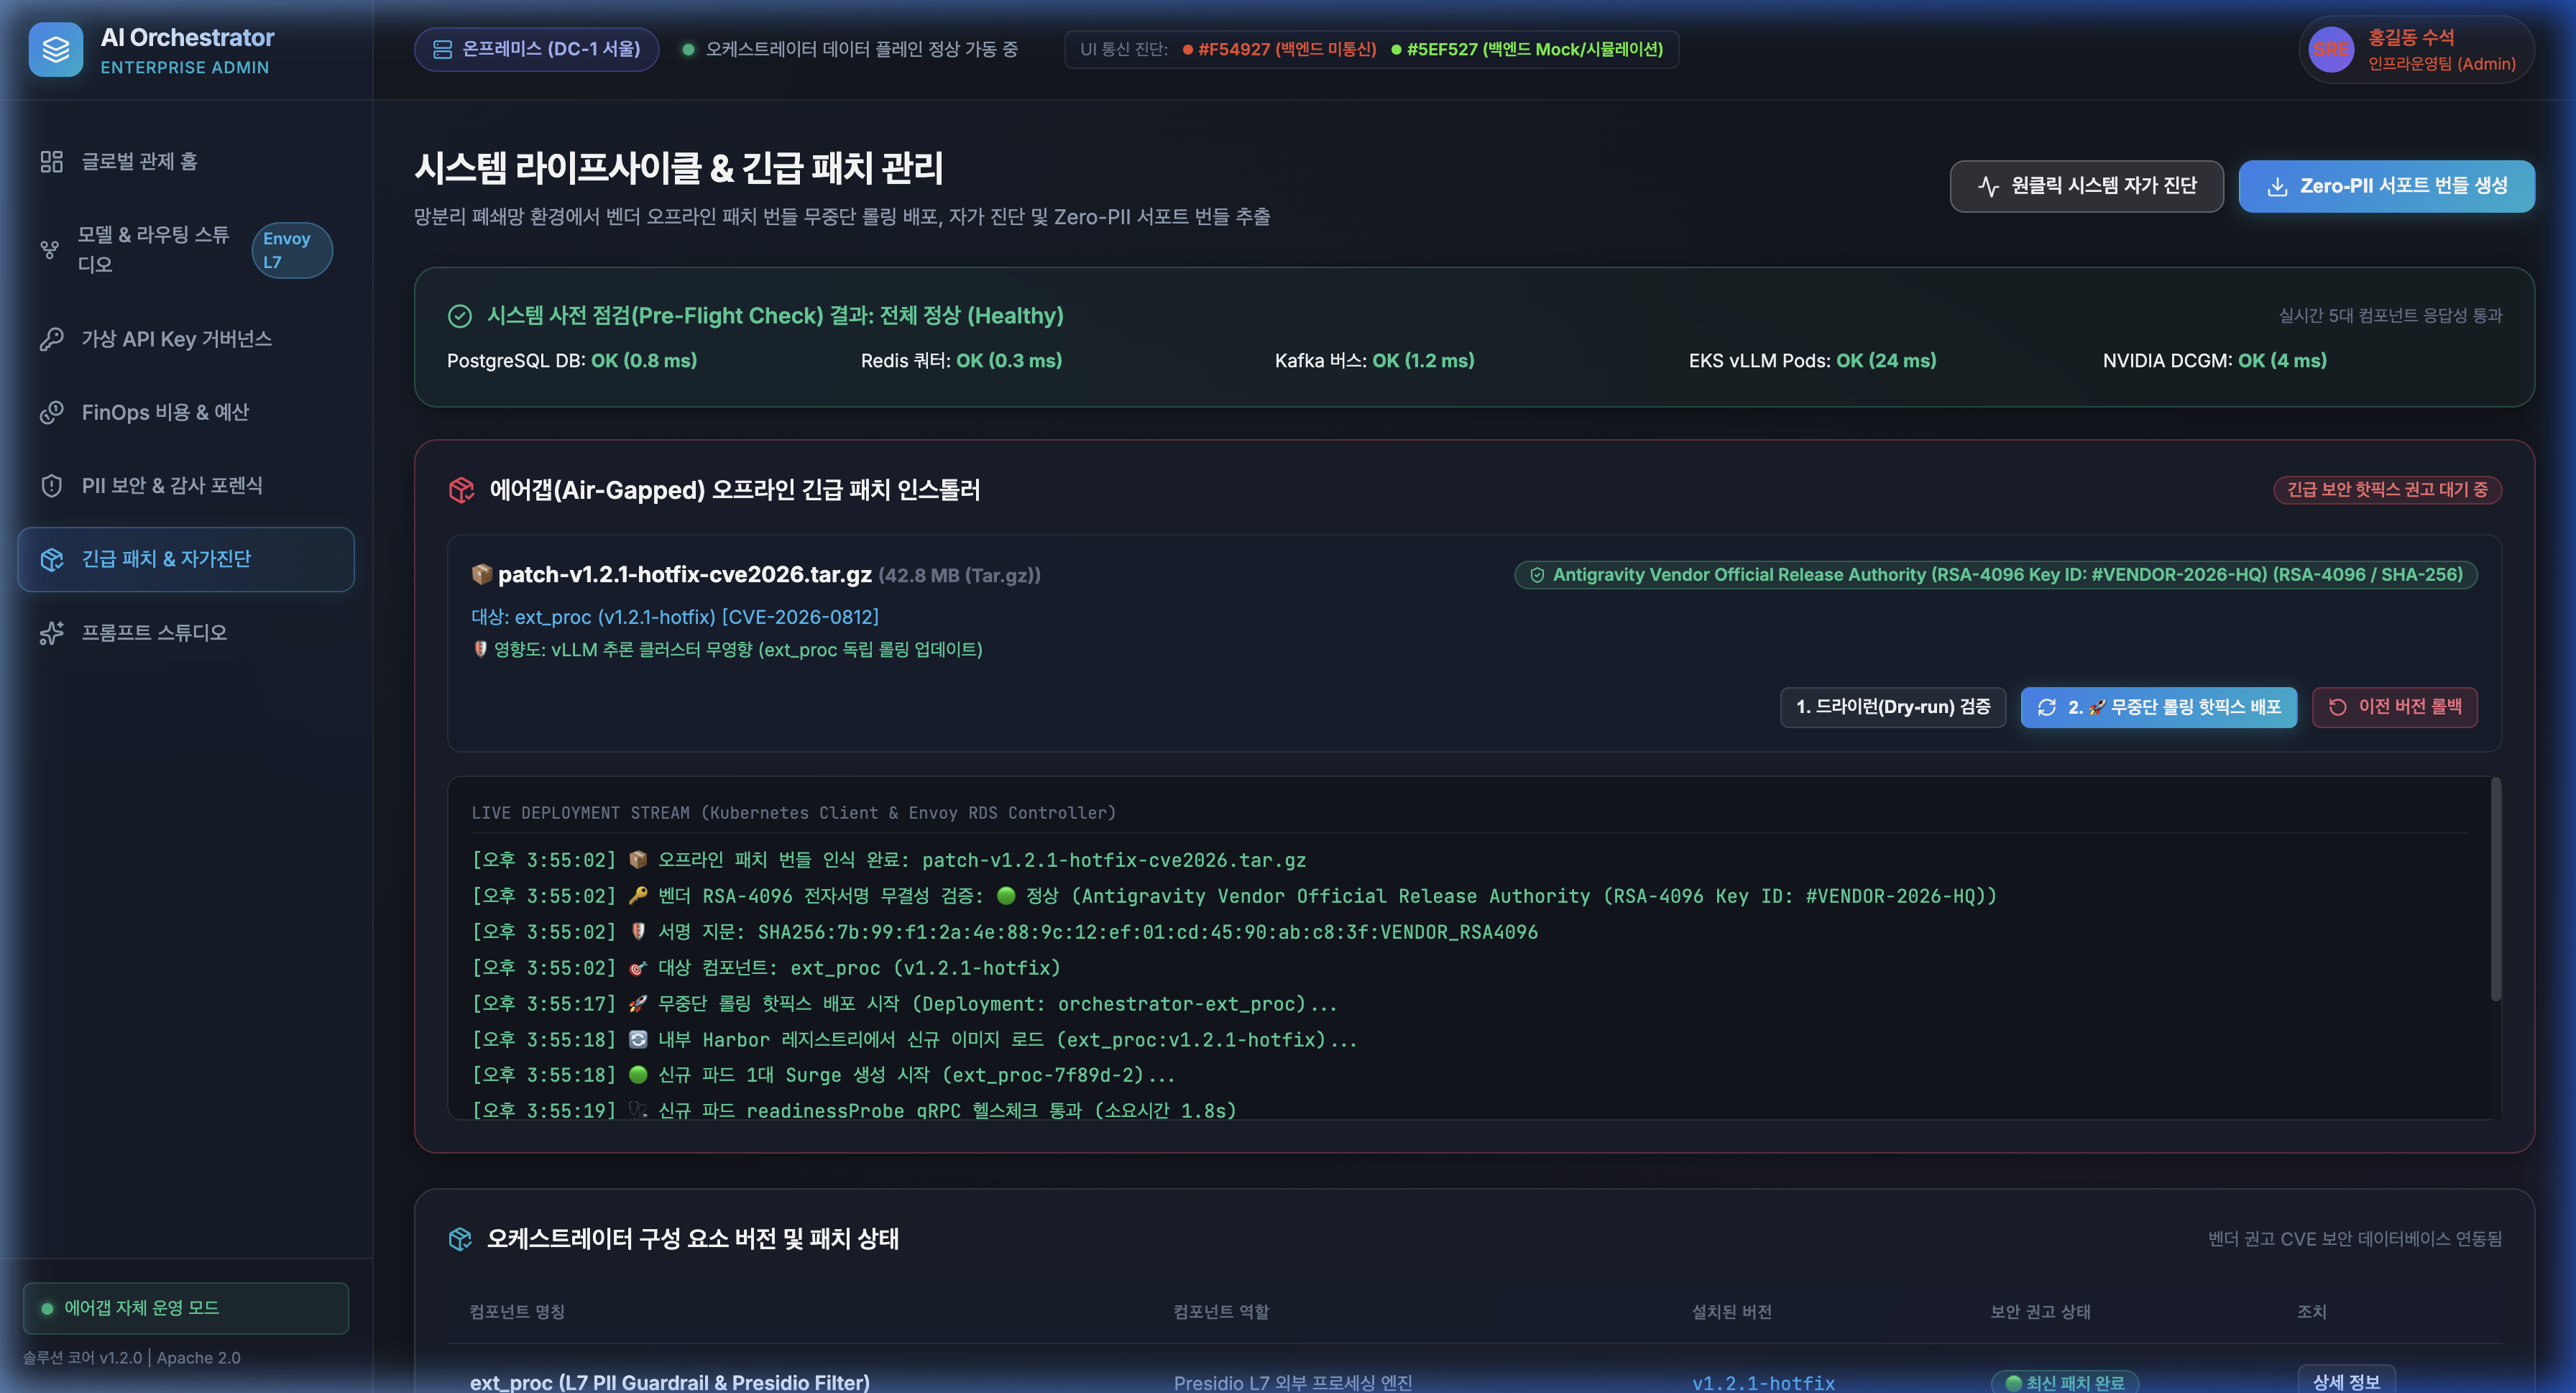 AI Orchestrator
ENTERPRISE ADMIN
온프레미스 (DC-1 서울)
오케스트레이터 데이터 플레인 정상 가동 중
UI 통신 진단: #F54927 (백엔드 미통신) #5EF527 (백엔드 Mock/시뮬레이션)
SRE
홍길동 수석
인프라운영팀 (Admin)
글로벌 관제 홈
모델 & 라우팅 스튜
디오
Envoy
L7
가상 API Key 거버넌스
FinOps 비용 & 예산
PII 보안 & 감사 포렌식
긴급 패치 & 자가진단
프롬프트 스튜디오
에어갭 자체 운영 모드
솔루션 코어 v1.2.0 | Apache 2.0
시스템 라이프사이클 & 긴급 패치 관리
망분리 폐쇄망 환경에서 벤더 오프라인 패치 번들 무중단 롤링 배포, 자가 진단 및 Zero-PII 서포트 번들 추출
원클릭 시스템 자가 진단
Zero-PII 서포트 번들 생성
시스템 사전 점검(Pre-Flight Check) 결과: 전체 정상 (Healthy)
실시간 5대 컴포넌트 응답성 통과
PostgreSQL DB: OK (0.8 ms)
Redis 쿼터: OK (0.3 ms)
Kafka 버스: OK (1.2 ms)
EKS vLLM Pods: OK (24 ms)
NVIDIA DCGM: OK (4 ms)
에어갭(Air-Gapped) 오프라인 긴급 패치 인스톨러
긴급 보안 핫픽스 권고 대기 중
📦 patch-v1.2.1-hotfix-cve2026.tar.gz (42.8 MB (Tar.gz))
Antigravity Vendor Official Release Authority (RSA-4096 Key ID: #VENDOR-2026-HQ) (RSA-4096 / SHA-256)
대상: ext_proc (v1.2.1-hotfix) [CVE-2026-0812]
🛡️ 영향도: vLLM 추론 클러스터 무영향 (ext_proc 독립 롤링 업데이트)
1. 드라이런(Dry-run) 검증
2. 🚀 무중단 롤링 핫픽스 배포
이전 버전 롤백
LIVE DEPLOYMENT STREAM (Kubernetes Client & Envoy RDS Controller)
[오후 3:55:02] 📦 오프라인 패치 번들 인식 완료: patch-v1.2.1-hotfix-cve2026.tar.gz
[오후 3:55:02] 🔑 벤더 RSA-4096 전자서명 무결성 검증: 🟢 정상 (Antigravity Vendor Official Release Authority (RSA-4096 Key ID: #VENDOR-2026-HQ))
[오후 3:55:02] 🛡️ 서명 지문: SHA256:7b:99:f1:2a:4e:88:9c:12:ef:01:cd:45:90:ab:c8:3f:VENDOR_RSA4096
[오후 3:55:02] 🎯 대상 컴포넌트: ext_proc (v1.2.1-hotfix)
[오후 3:55:17] 🚀 무중단 롤링 핫픽스 배포 시작 (Deployment: orchestrator-ext_proc)...
[오후 3:55:18] 🔄 내부 Harbor 레지스트리에서 신규 이미지 로드 (ext_proc:v1.2.1-hotfix)...
[오후 3:55:18] 🟢 신규 파드 1대 Surge 생성 시작 (ext_proc-7f89d-2)...
[오후 3:55:19] 🩺 신규 파드 readinessProbe gRPC 헬스체크 통과 (소요시간 1.8s)
오케스트레이터 구성 요소 버전 및 패치 상태
벤더 권고 CVE 보안 데이터베이스 연동됨
컴포넌트 명칭
컴포넌트 역할
설치된 버전
보안 권고 상태
조치
ext_proc (L7 PII Guardrail & Presidio Filter)
Presidio L7 외부 프로세싱 엔진
v1.2.1-hotfix
🟢 최신 패치 완료
상세 정보